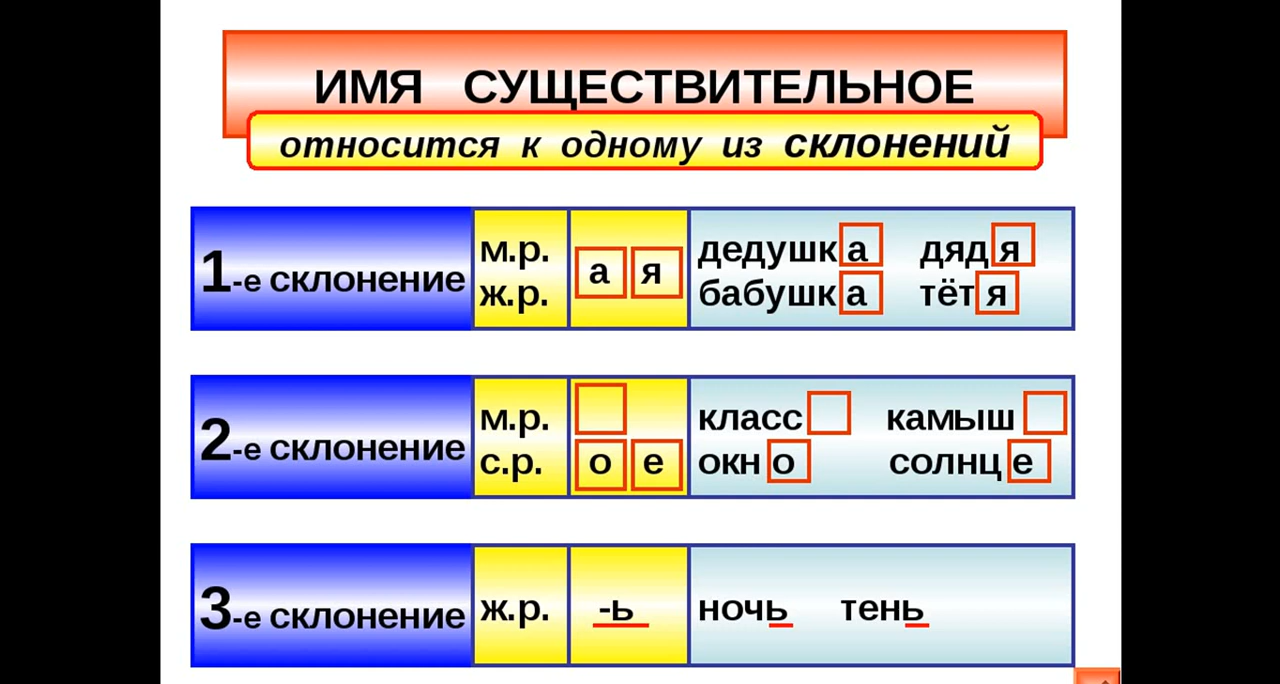 ИМЯ СУЩЕСТВИТЕЛЬНОЕ
относится к одному из склонений
1-е склонение
м.р.
ж.р.
а я
дедушка дядя
бабушка тётя
2-е склонение
м.р.
с.р.
о е
класс камыш
окно солнце
3-е склонение
ж.р.
-ь
ночь тень